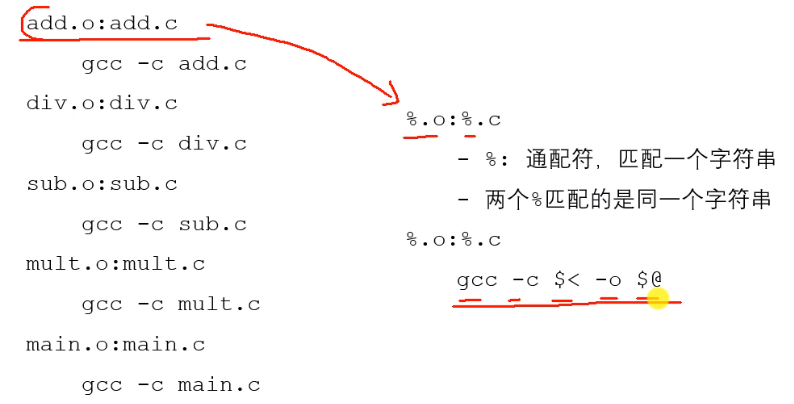 add.o:add.c
gcc -c add.c
div.o:div.c
gcc -c div.c
sub.o:sub.c
gcc -c sub.c
mult.o:mult.c
gcc -c mult.c
main.o:main.c
gcc -c main.c
%.o:%.c
- %: 通配符, 匹配一个字符串
- 两个%匹配的是同一个字符串
%.o:%.c
gcc -c $< -o $@